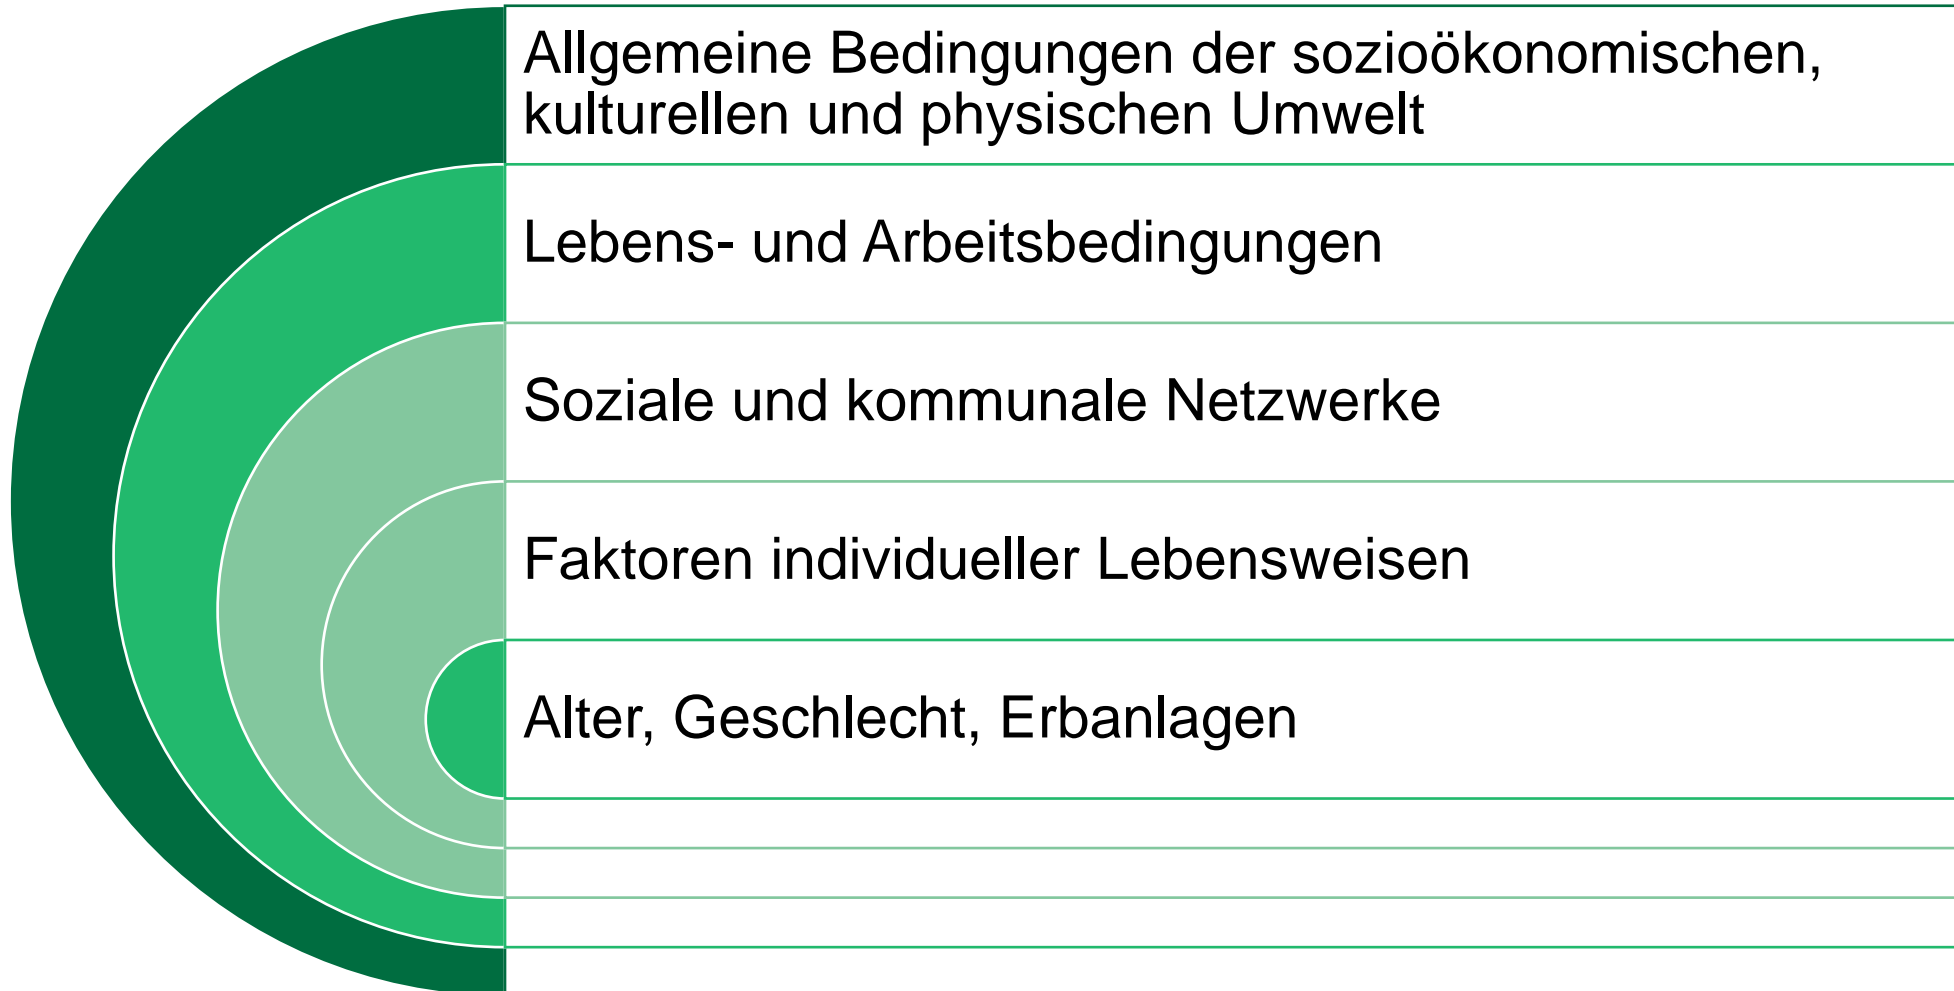 Allgemeine Bedingungen der sozioökonomischen,
kulturellen und physischen Umwelt
Lebens- und Arbeitsbedingungen
Soziale und kommunale Netzwerke
Faktoren individueller Lebensweisen
Alter, Geschlecht, Erbanlagen